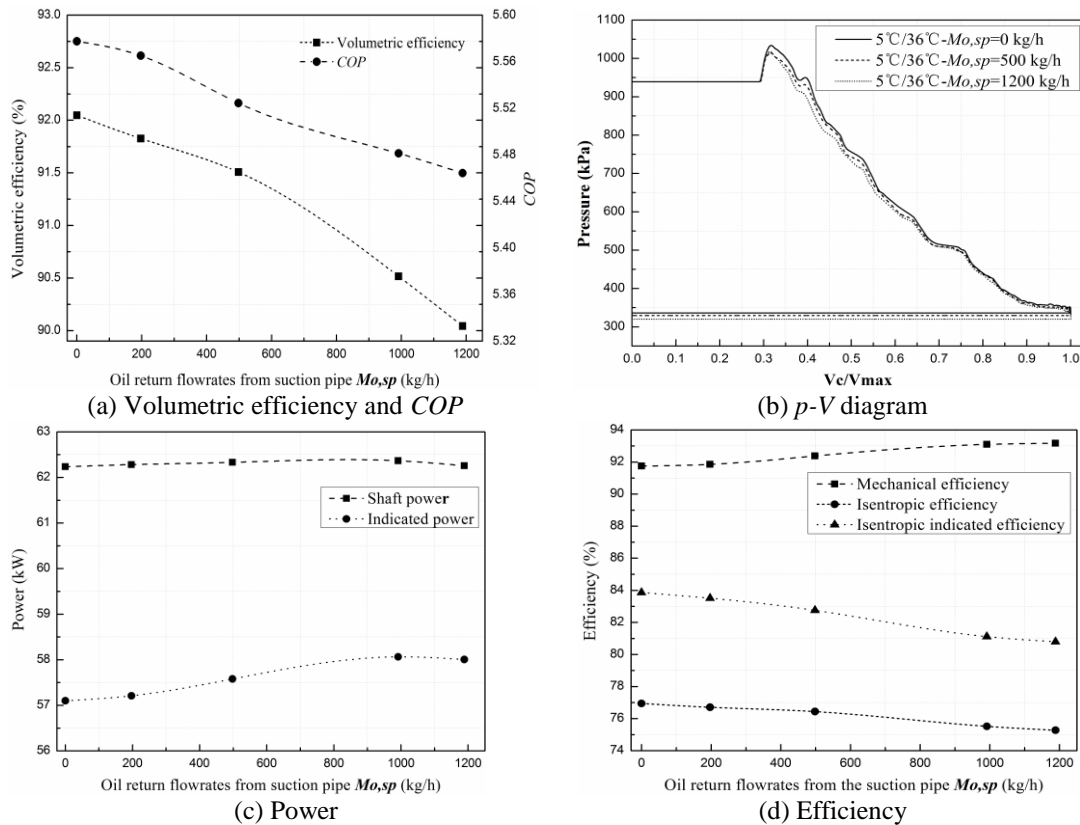 93.0
92.5
92.0
91.5
91.0
90.5
90.0
Volumetric efficiency (%)
Volumetric efficiency
COP
5.60
5.56
5.52
5.48
5.44
5.40
5.36
5.32
COP
0 200 400 600 800 1000 1200
Oil return flowrates from suction pipe Mo,sp (kg/h)
(a) Volumetric efficiency and COP
1100
1050
950
850
750
650
550
450
350
300
Pressure (kPa)
5℃/36℃-Mo,sp=0 kg/h
5℃/36℃-Mo,sp=500 kg/h
5℃/36℃-Mo,sp=1200 kg/h
0.0 0.1 0.2 0.3 0.4 0.5 0.6 0.7 0.8 0.9 1.0
Vc/Vmax
(b) p-V diagram
63
62
61
60
59
58
57
56
Power (kW)
Shaft power
Indicated power
0 200 400 600 800 1000 1200
Oil return flowrates from suction pipe Mo,sp (kg/h)
(c) Power
94
92
90
88
86
84
82
80
78
76
74
Efficiency (%)
Mechanical efficiency
Isentropic efficiency
Isentropic indicated efficiency
0 200 400 600 800 1000 1200
Oil return flowrates from the suction pipe Mo,sp (kg/h)
(d) Efficiency